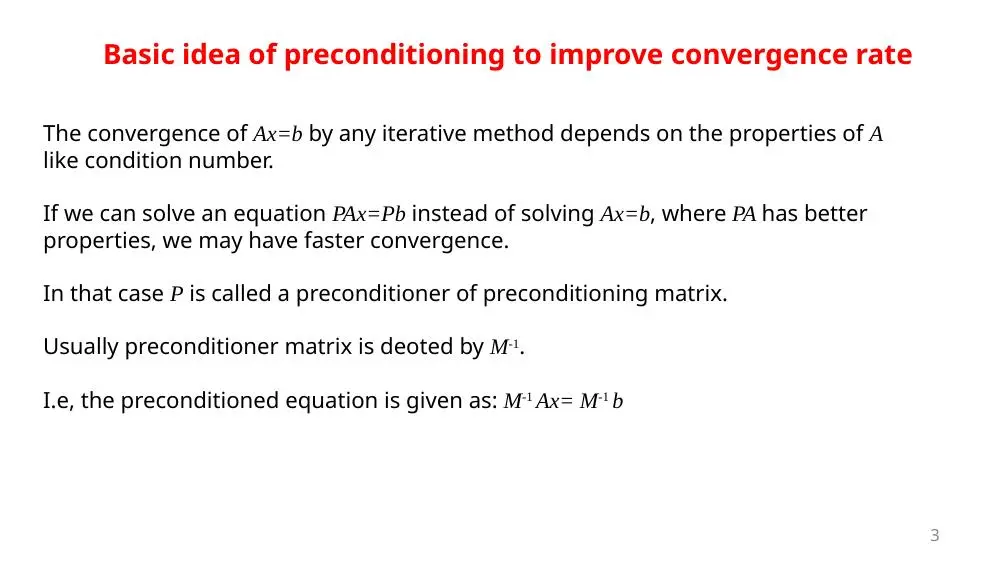 Basic idea of preconditioning to improve convergence rate
The convergence of Ax=b by any iterative method depends on the properties of A
like condition number.
If we can solve an equation PAx=Pb instead of solving Ax=b, where PA has better
properties, we may have faster convergence.
In that case P is called a preconditioner of preconditioning matrix.
Usually preconditioner matrix is deoted by M⁻¹.
I.e, the preconditioned equation is given as: M⁻¹ Ax= M⁻¹ b
3